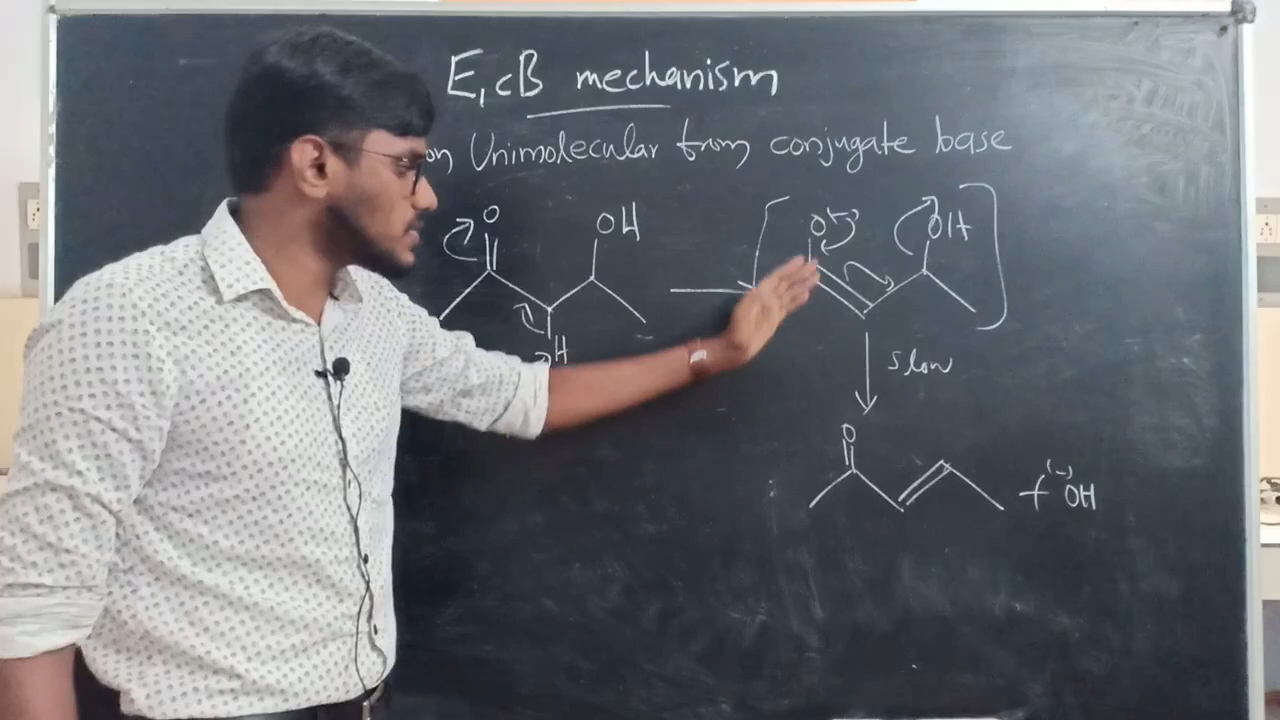 E1cB mechanism
on Unimolecular from conjugate base
O OH O(-) OH
H
slow
O
+ (-)OH